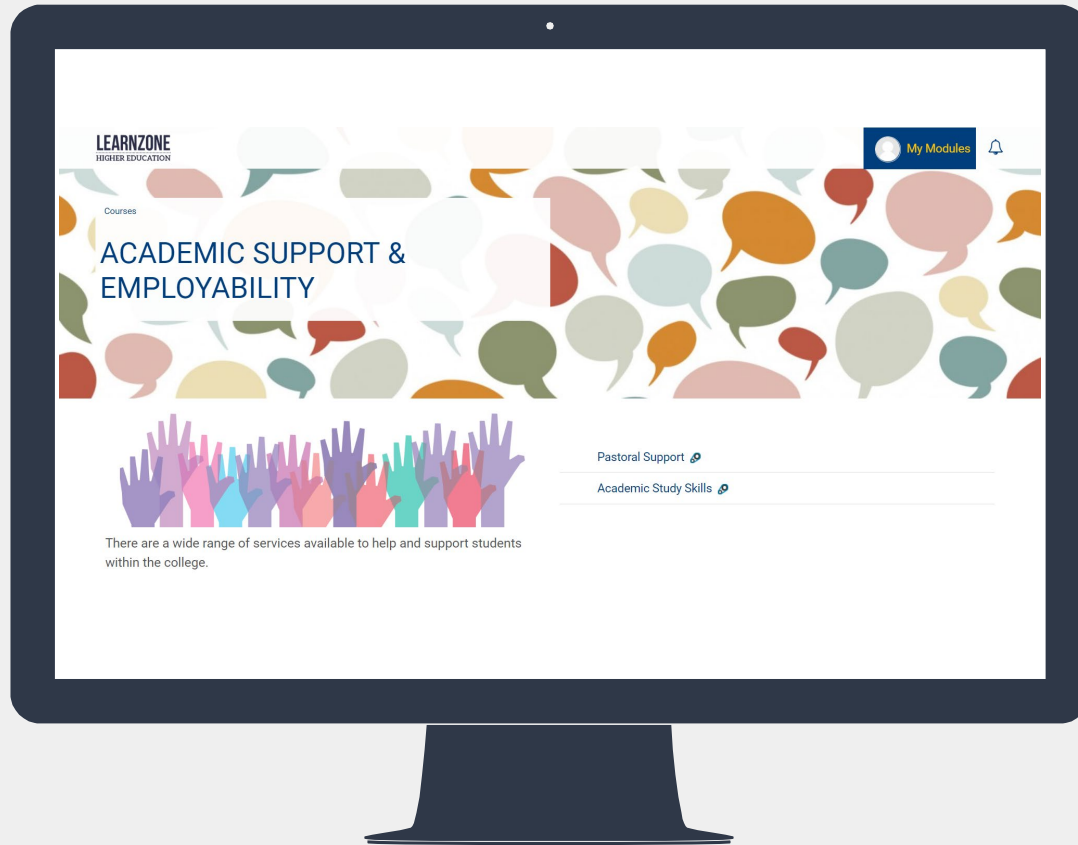 LEARNZONE
HIGHER EDUCATION
My Modules
Courses
ACADEMIC SUPPORT &
EMPLOYABILITY
There are a wide range of services available to help and support students
within the college.
Pastoral Support
Academic Study Skills